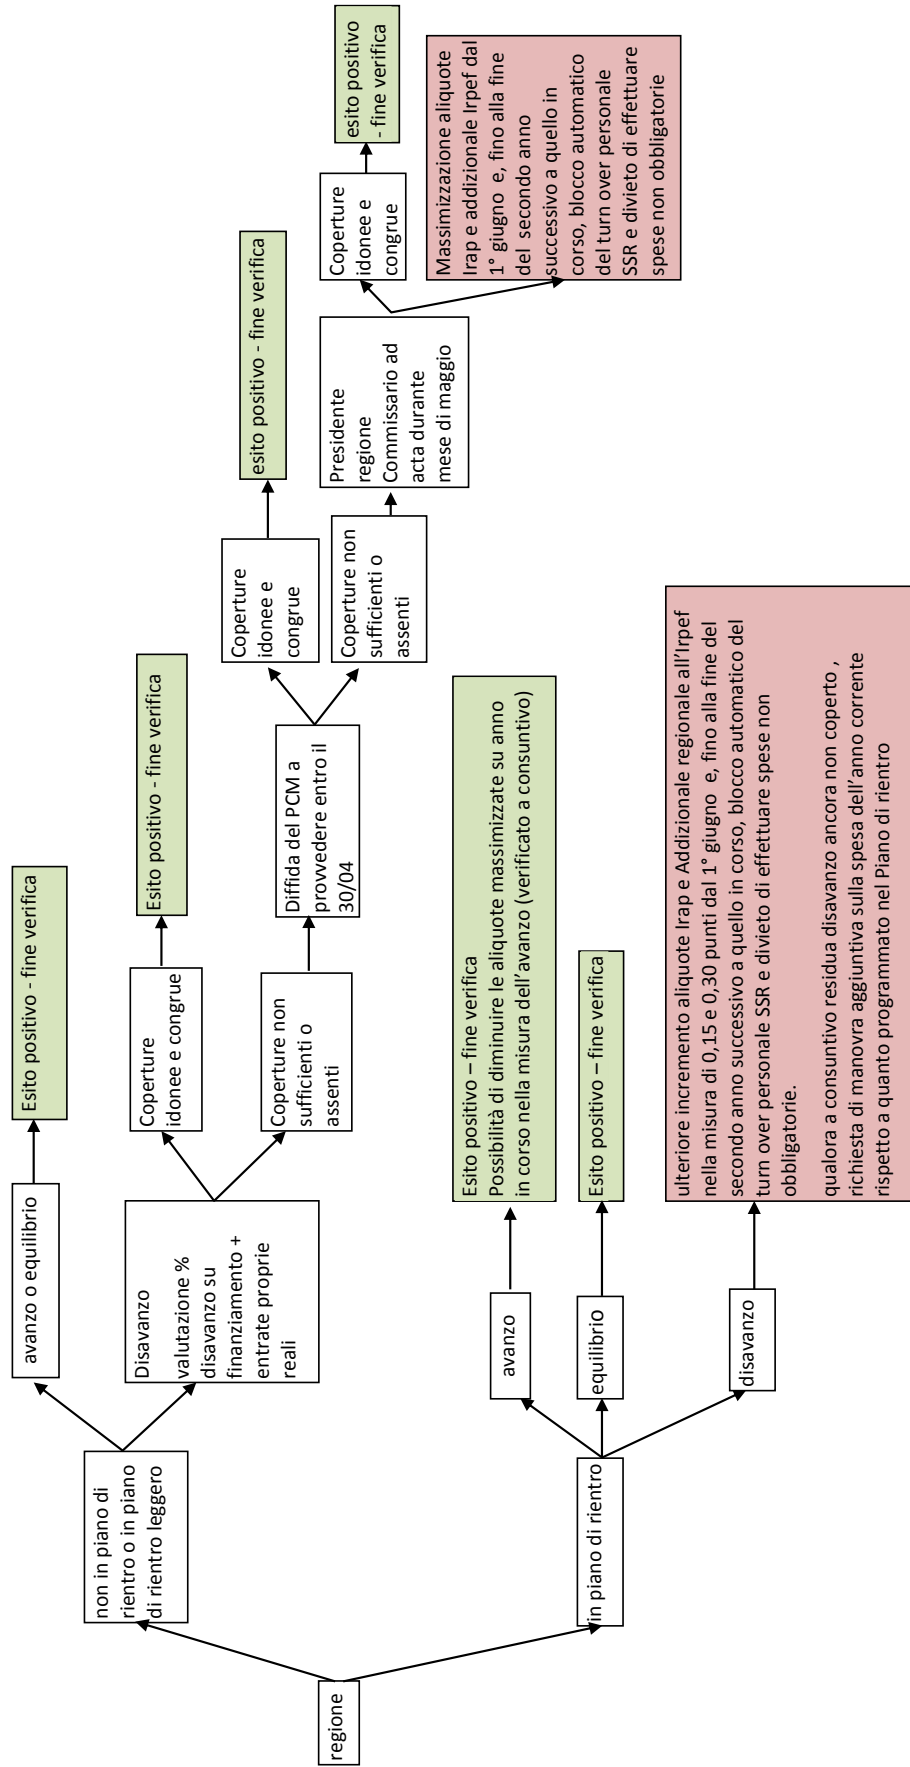 regione
non in piano di
rientro o in piano
di rientro leggero
avanzo o equilibrio
Esito positivo - fine verifica
Disavanzo
valutazione %
disavanzo su
finanziamento +
entrate proprie
reali
Coperture
idonee e congrue
Esito positivo - fine verifica
Coperture non
sufficienti o
assenti
Diffida del PCM a
provvedere entro il
30/04
Coperture
idonee e
congrue
esito positivo - fine verifica
Coperture non
sufficienti o
assenti
Presidente
regione
Commissario ad
acta durante
mese di maggio
Coperture
idonee e
congrue
esito positivo
- fine verifica
Massimizzazione aliquote
Irap e addizionale Irpef dal
1° giugno e, fino alla fine
del secondo anno
successivo a quello in
corso, blocco automatico
del turn over personale
SSR e divieto di effettuare
spese non obbligatorie
in piano di rientro
avanzo
Esito positivo – fine verifica
Possibilità di diminuire le aliquote massimizzate su anno
in corso nella misura dell'avanzo (verificato a consuntivo)
equilibrio
Esito positivo – fine verifica
disavanzo
ulteriore incremento aliquote Irap e Addizionale regionale all'Irpef
nella misura di 0,15 e 0,30 punti dal 1° giugno e, fino alla fine del
secondo anno successivo a quello in corso, blocco automatico del
turn over personale SSR e divieto di effettuare spese non
obbligatorie.
qualora a consuntivo residua disavanzo ancora non coperto ,
richiesta di manovra aggiuntiva sulla spesa dell'anno corrente
rispetto a quanto programmato nel Piano di rientro